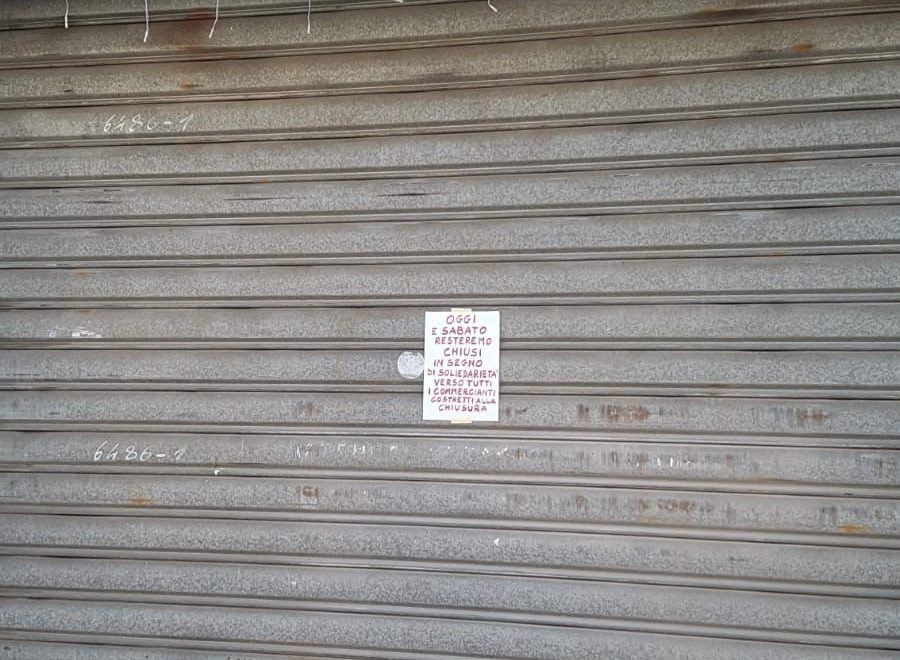 6486-1
OGGI
E SABATO
RESTEREMO
CHIUSI
IN SEGNO
DI SOLIEDARIETA'
VERSO TUTTI
I COMMERCIANTI
COSTRETTI ALLA
CHIUSURA
6486-1